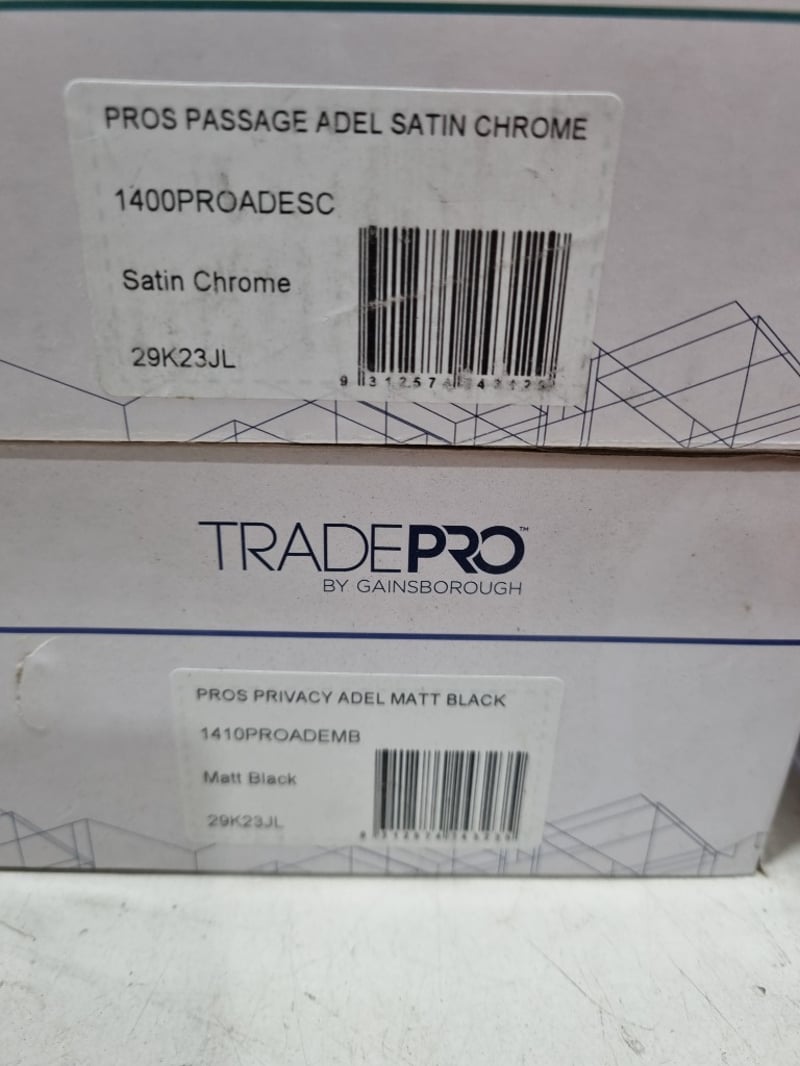 PROS PASSAGE ADEL SATIN CHROME
1400PROADESC
Satin Chrome
29K23JL
TRADEPRO™
BY GAINSBOROUGH
PROS PRIVACY ADEL MATT BLACK
1410PROADEMB
Matt Black
29K23JL